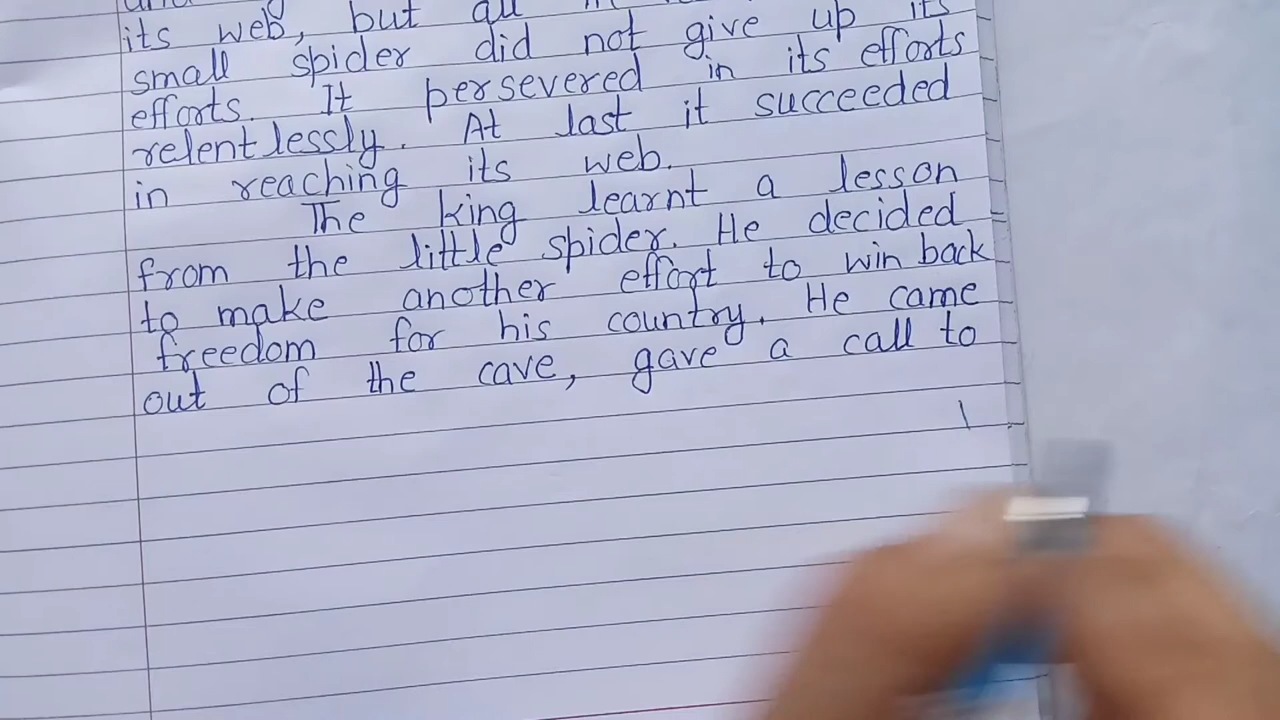 its web, but all in
small spider did not give up its
efforts. It persevered in its efforts
relentlessly. At last it succeeded
in reaching its web.
The king learnt a lesson
from the little spider. He decided
to make another effort to win back
freedom for his country. He came
out of the cave, gave a call to